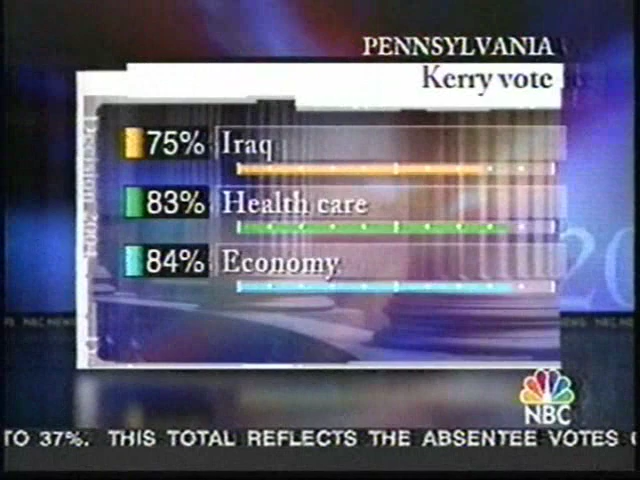 PENNSYLVANIA
Kerry vote
75% Iraq
83% Health care
84% Economy
20
NBC
TO 37%. THIS TOTAL REFLECTS THE ABSENTEE VOTES